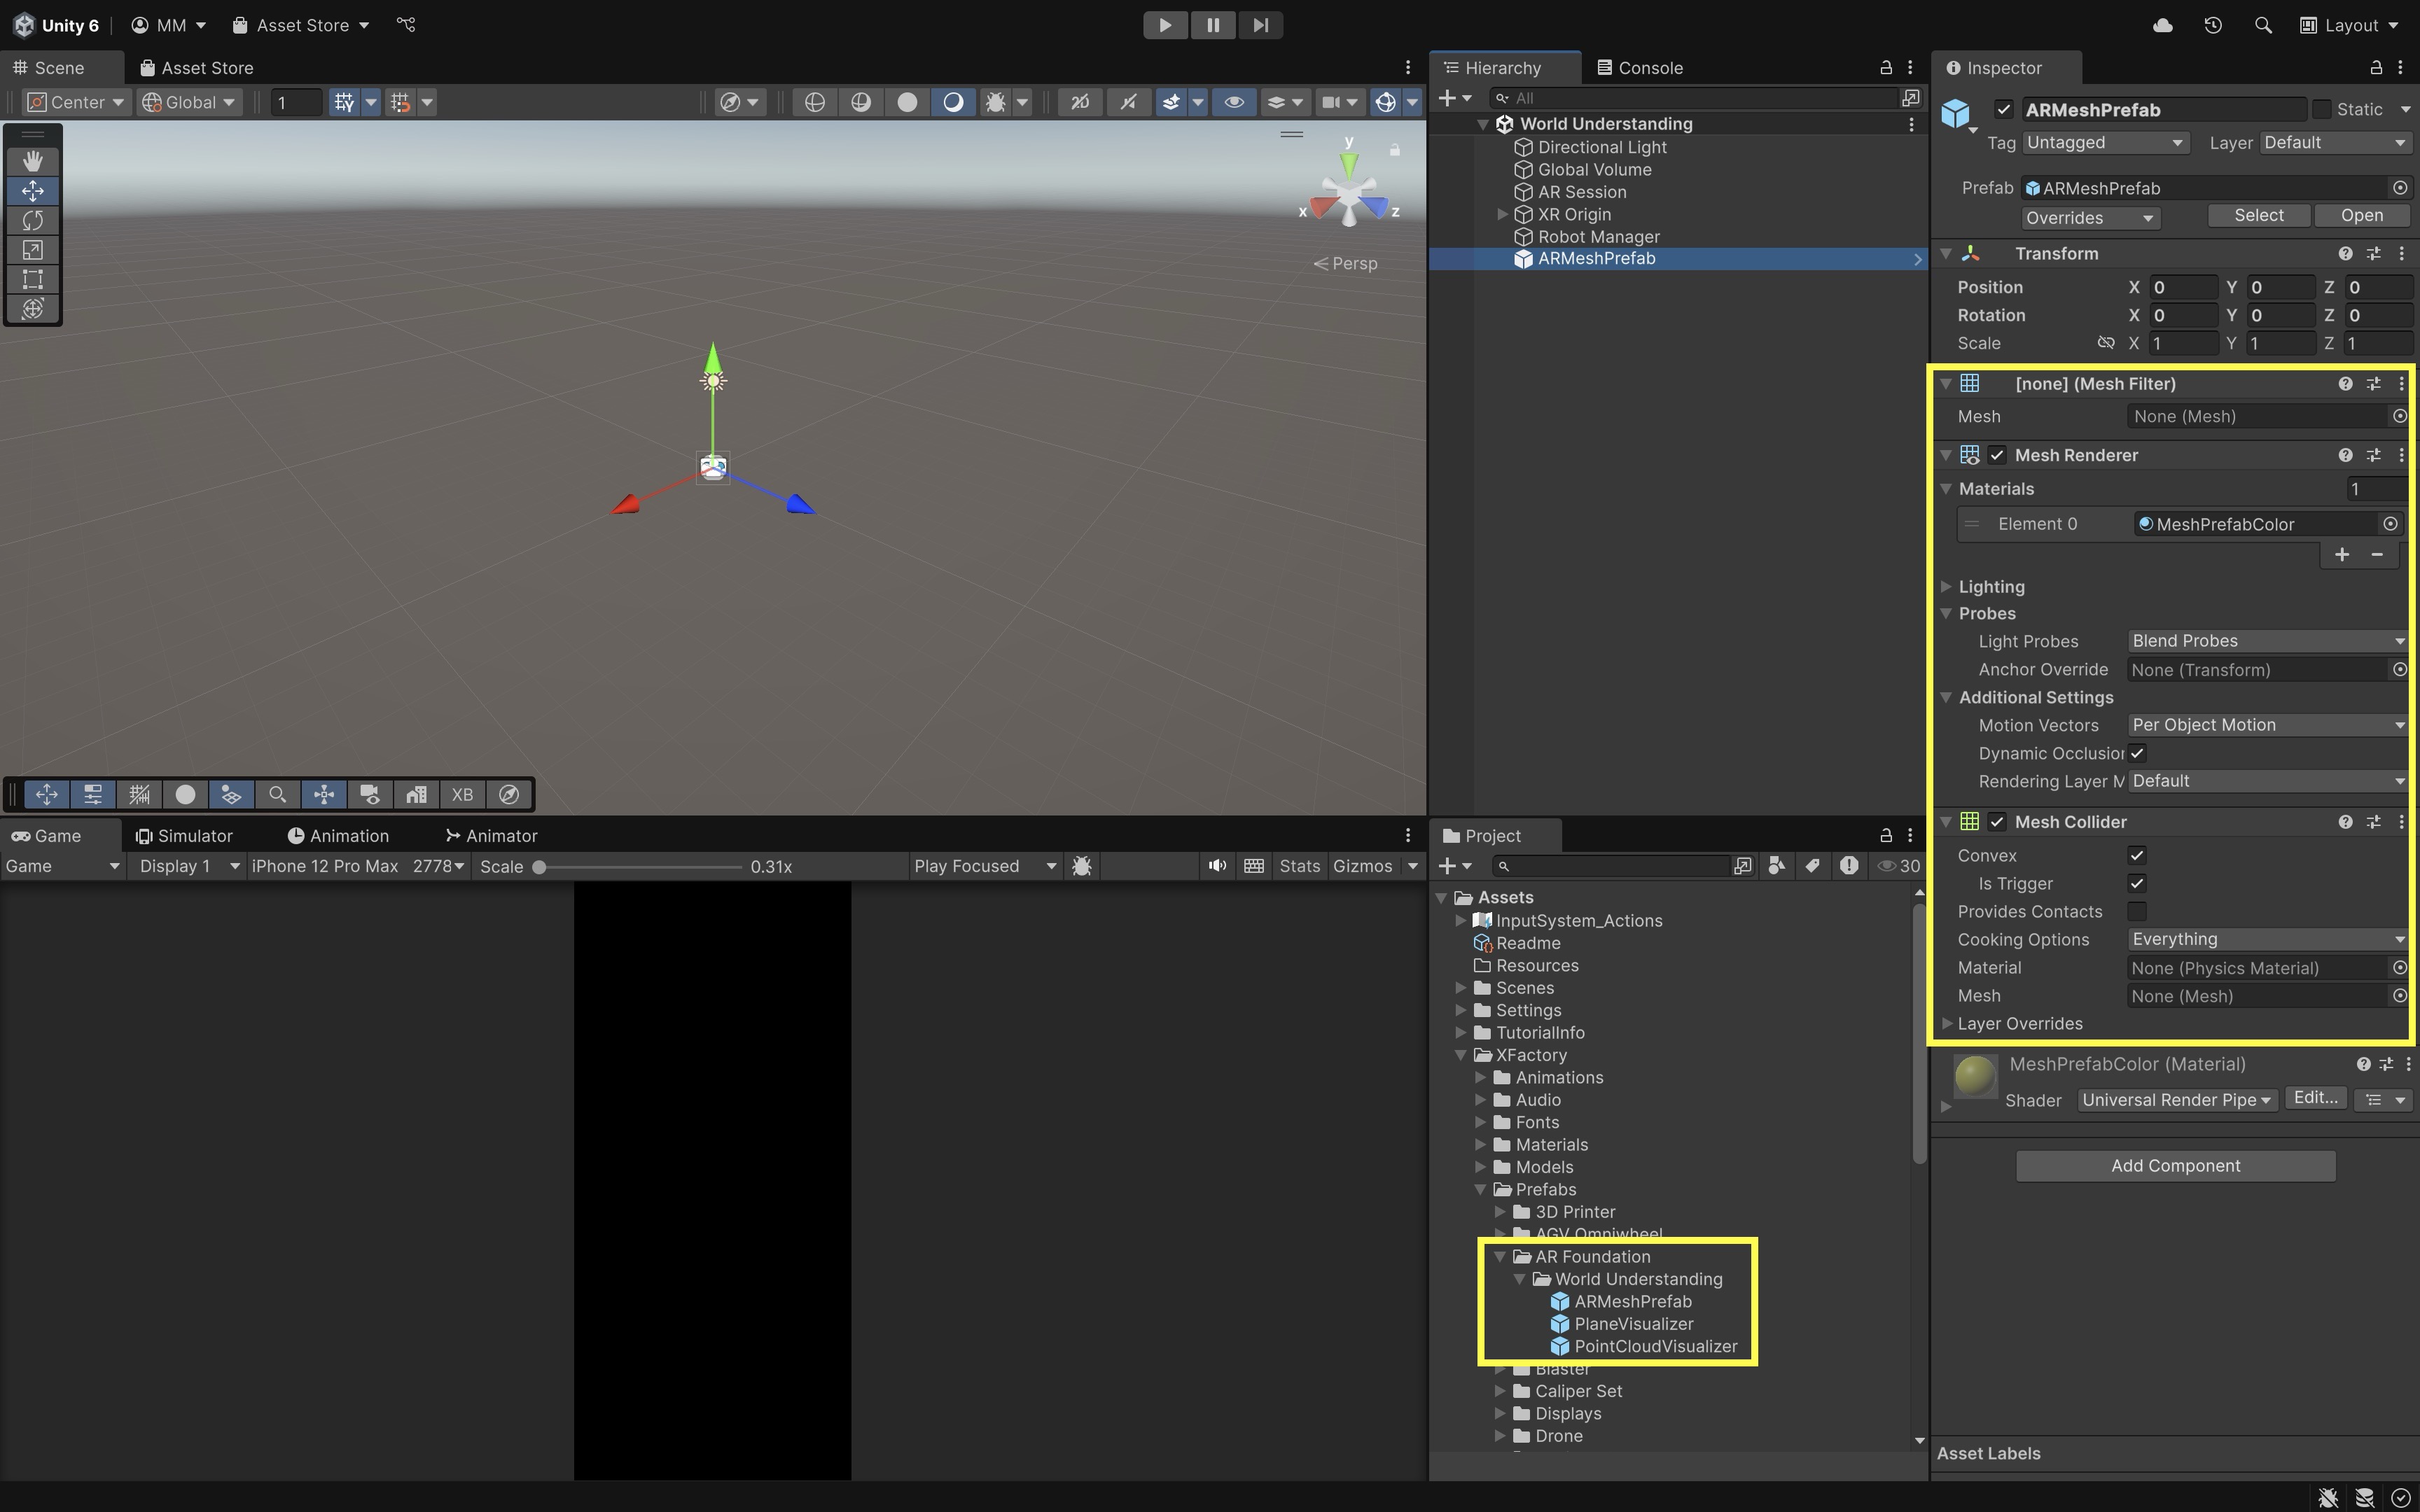 Unity 6 MM Asset Store Layout
Scene Asset Store
Center Global 1 2D
y
x z
Persp
XB
Game Simulator Animation Animator
Game Display 1 iPhone 12 Pro Max 2778 Scale 0.31x Play Focused Stats Gizmos
Hierarchy Console
All
World Understanding
Directional Light
Global Volume
AR Session
XR Origin
Robot Manager
ARMeshPrefab
Project
30
Assets
InputSystem_Actions
Readme
Resources
Scenes
Settings
TutorialInfo
XFactory
Animations
Audio
Fonts
Materials
Models
Prefabs
3D Printer
AGV Omniwheel
AR Foundation
World Understanding
ARMeshPrefab
PlaneVisualizer
PointCloudVisualizer
Blaster
Caliper Set
Displays
Drone
Inspector
ARMeshPrefab Static
Tag Untagged Layer Default
Prefab ARMeshPrefab
Overrides Select Open
Transform
Position X 0 Y 0 Z 0
Rotation X 0 Y 0 Z 0
Scale X 1 Y 1 Z 1
[none] (Mesh Filter)
Mesh None (Mesh)
Mesh Renderer
Materials 1
Element 0 MeshPrefabColor
Lighting
Probes
Light Probes Blend Probes
Anchor Override None (Transform)
Additional Settings
Motion Vectors Per Object Motion
Dynamic Occlusion
Rendering Layer M Default
Mesh Collider
Convex
Is Trigger
Provides Contacts
Cooking Options Everything
Material None (Physics Material)
Mesh None (Mesh)
Layer Overrides
MeshPrefabColor (Material)
Shader Universal Render Pipe Edit...
Add Component
Asset Labels